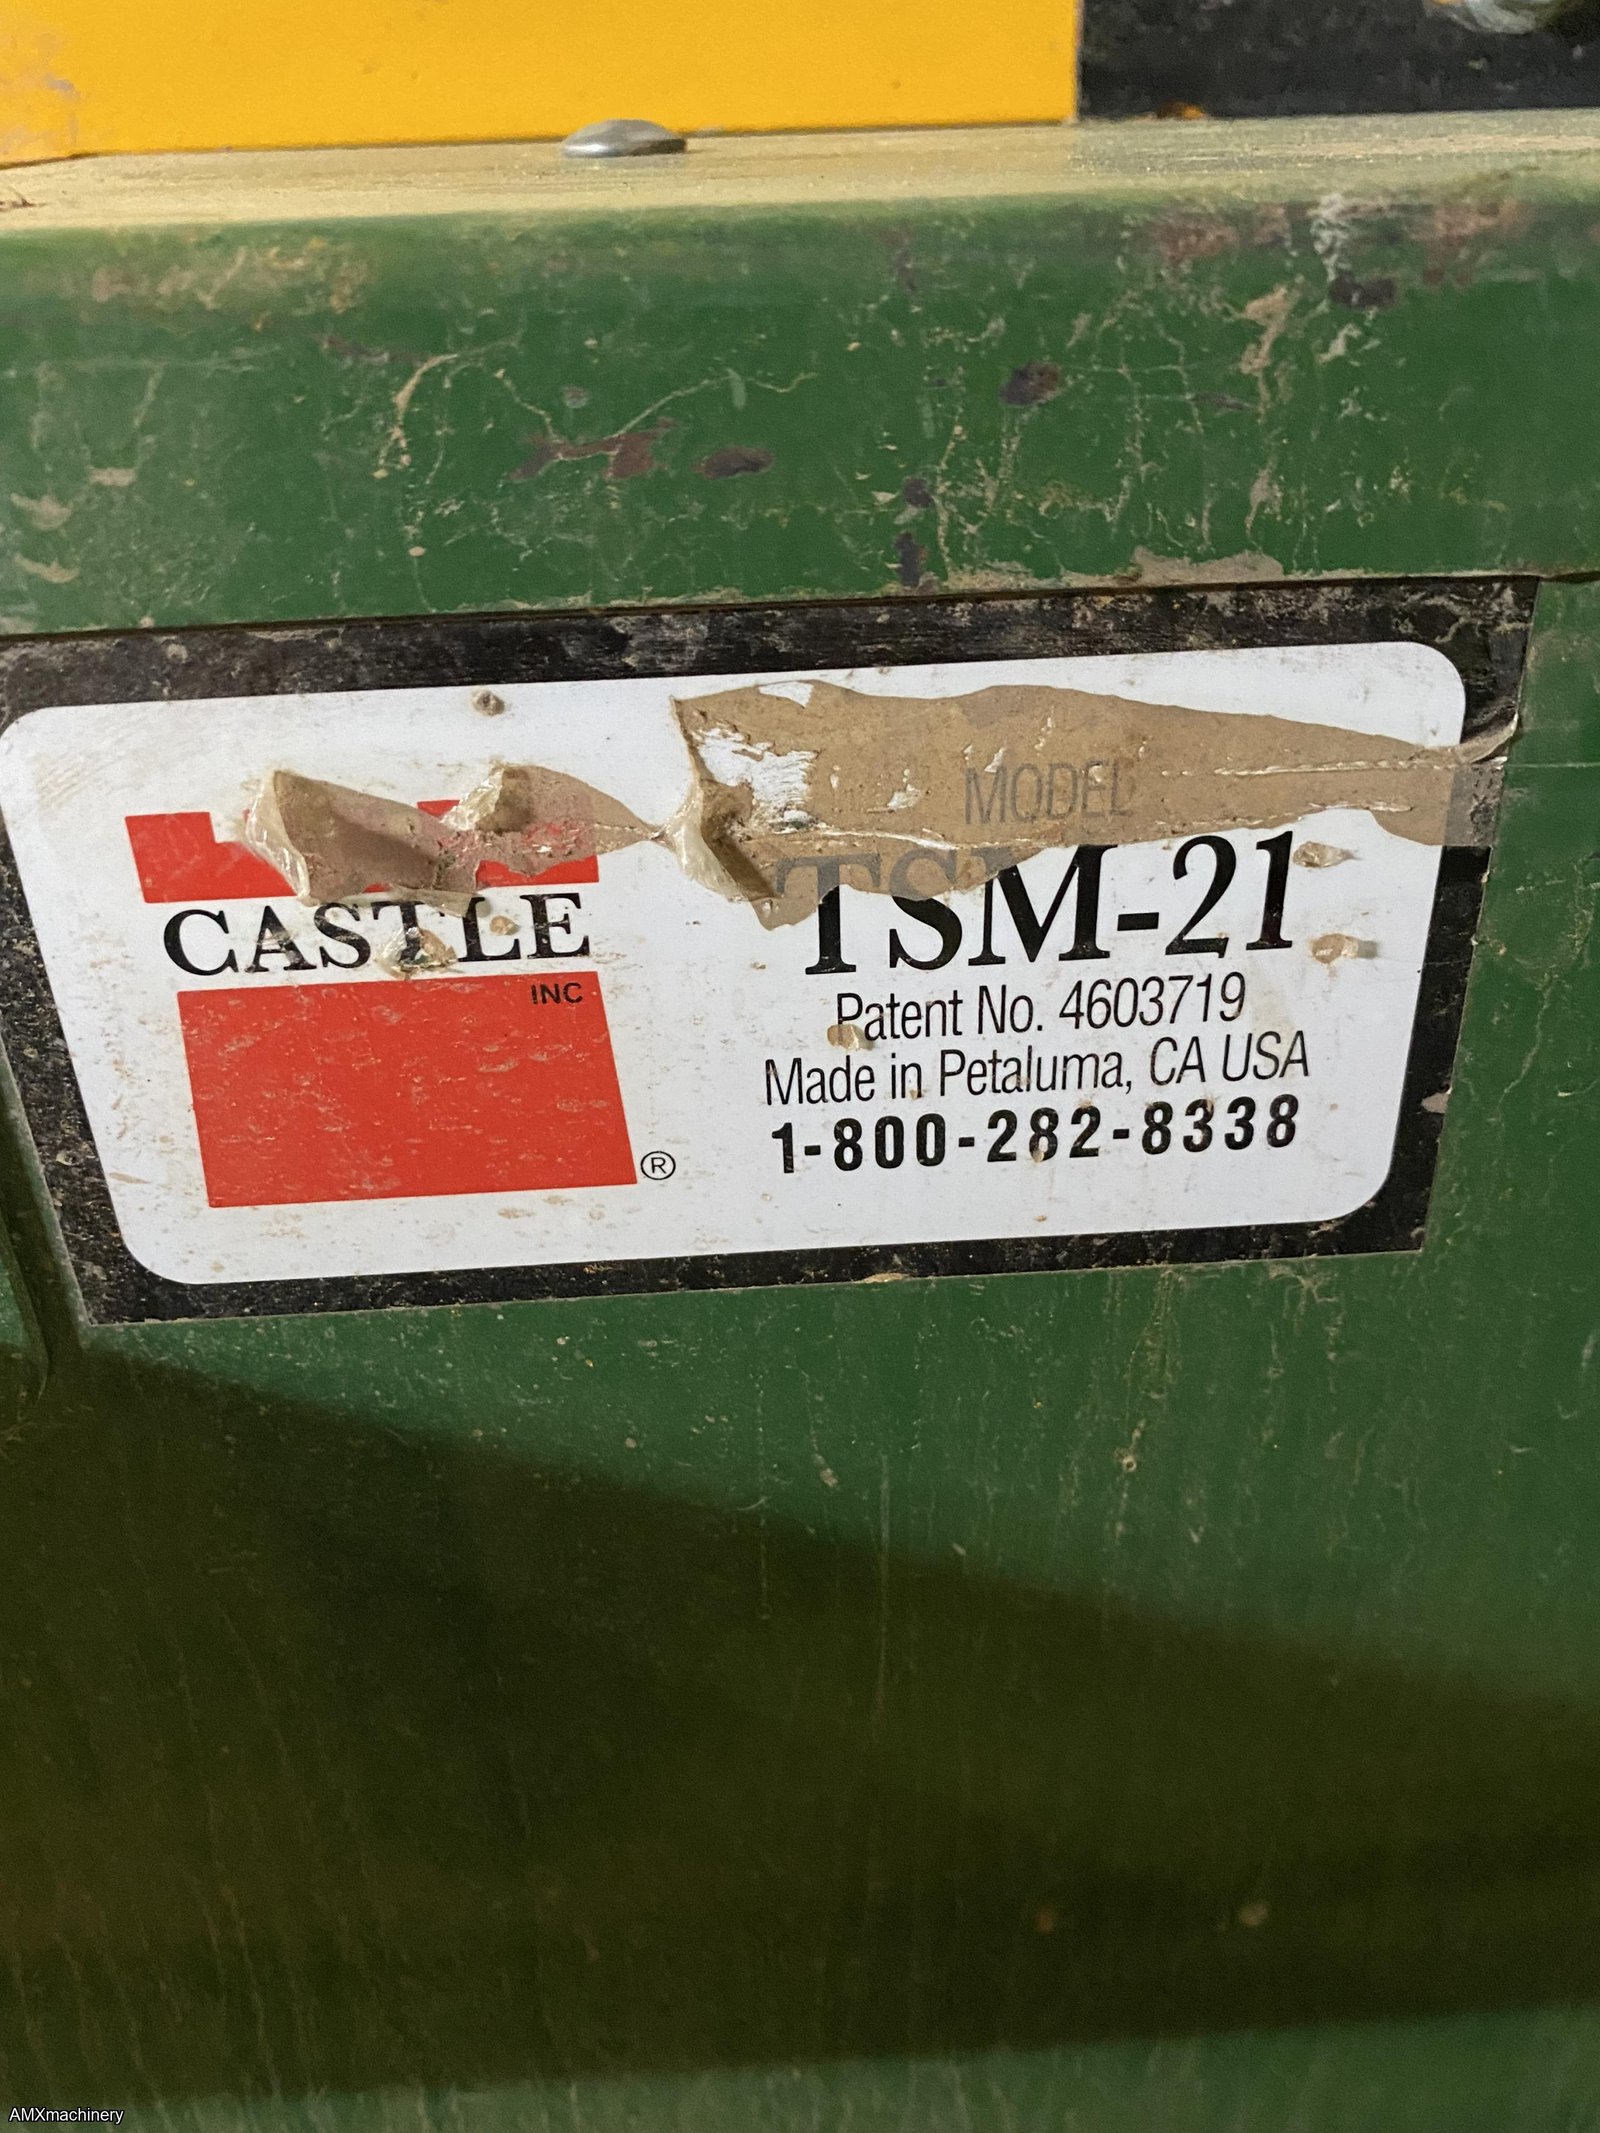 CASTLE
INC
®
MODEL
TSM-21
Patent No. 4603719
Made in Petaluma, CA USA
1-800-282-8338
AMXmachinery